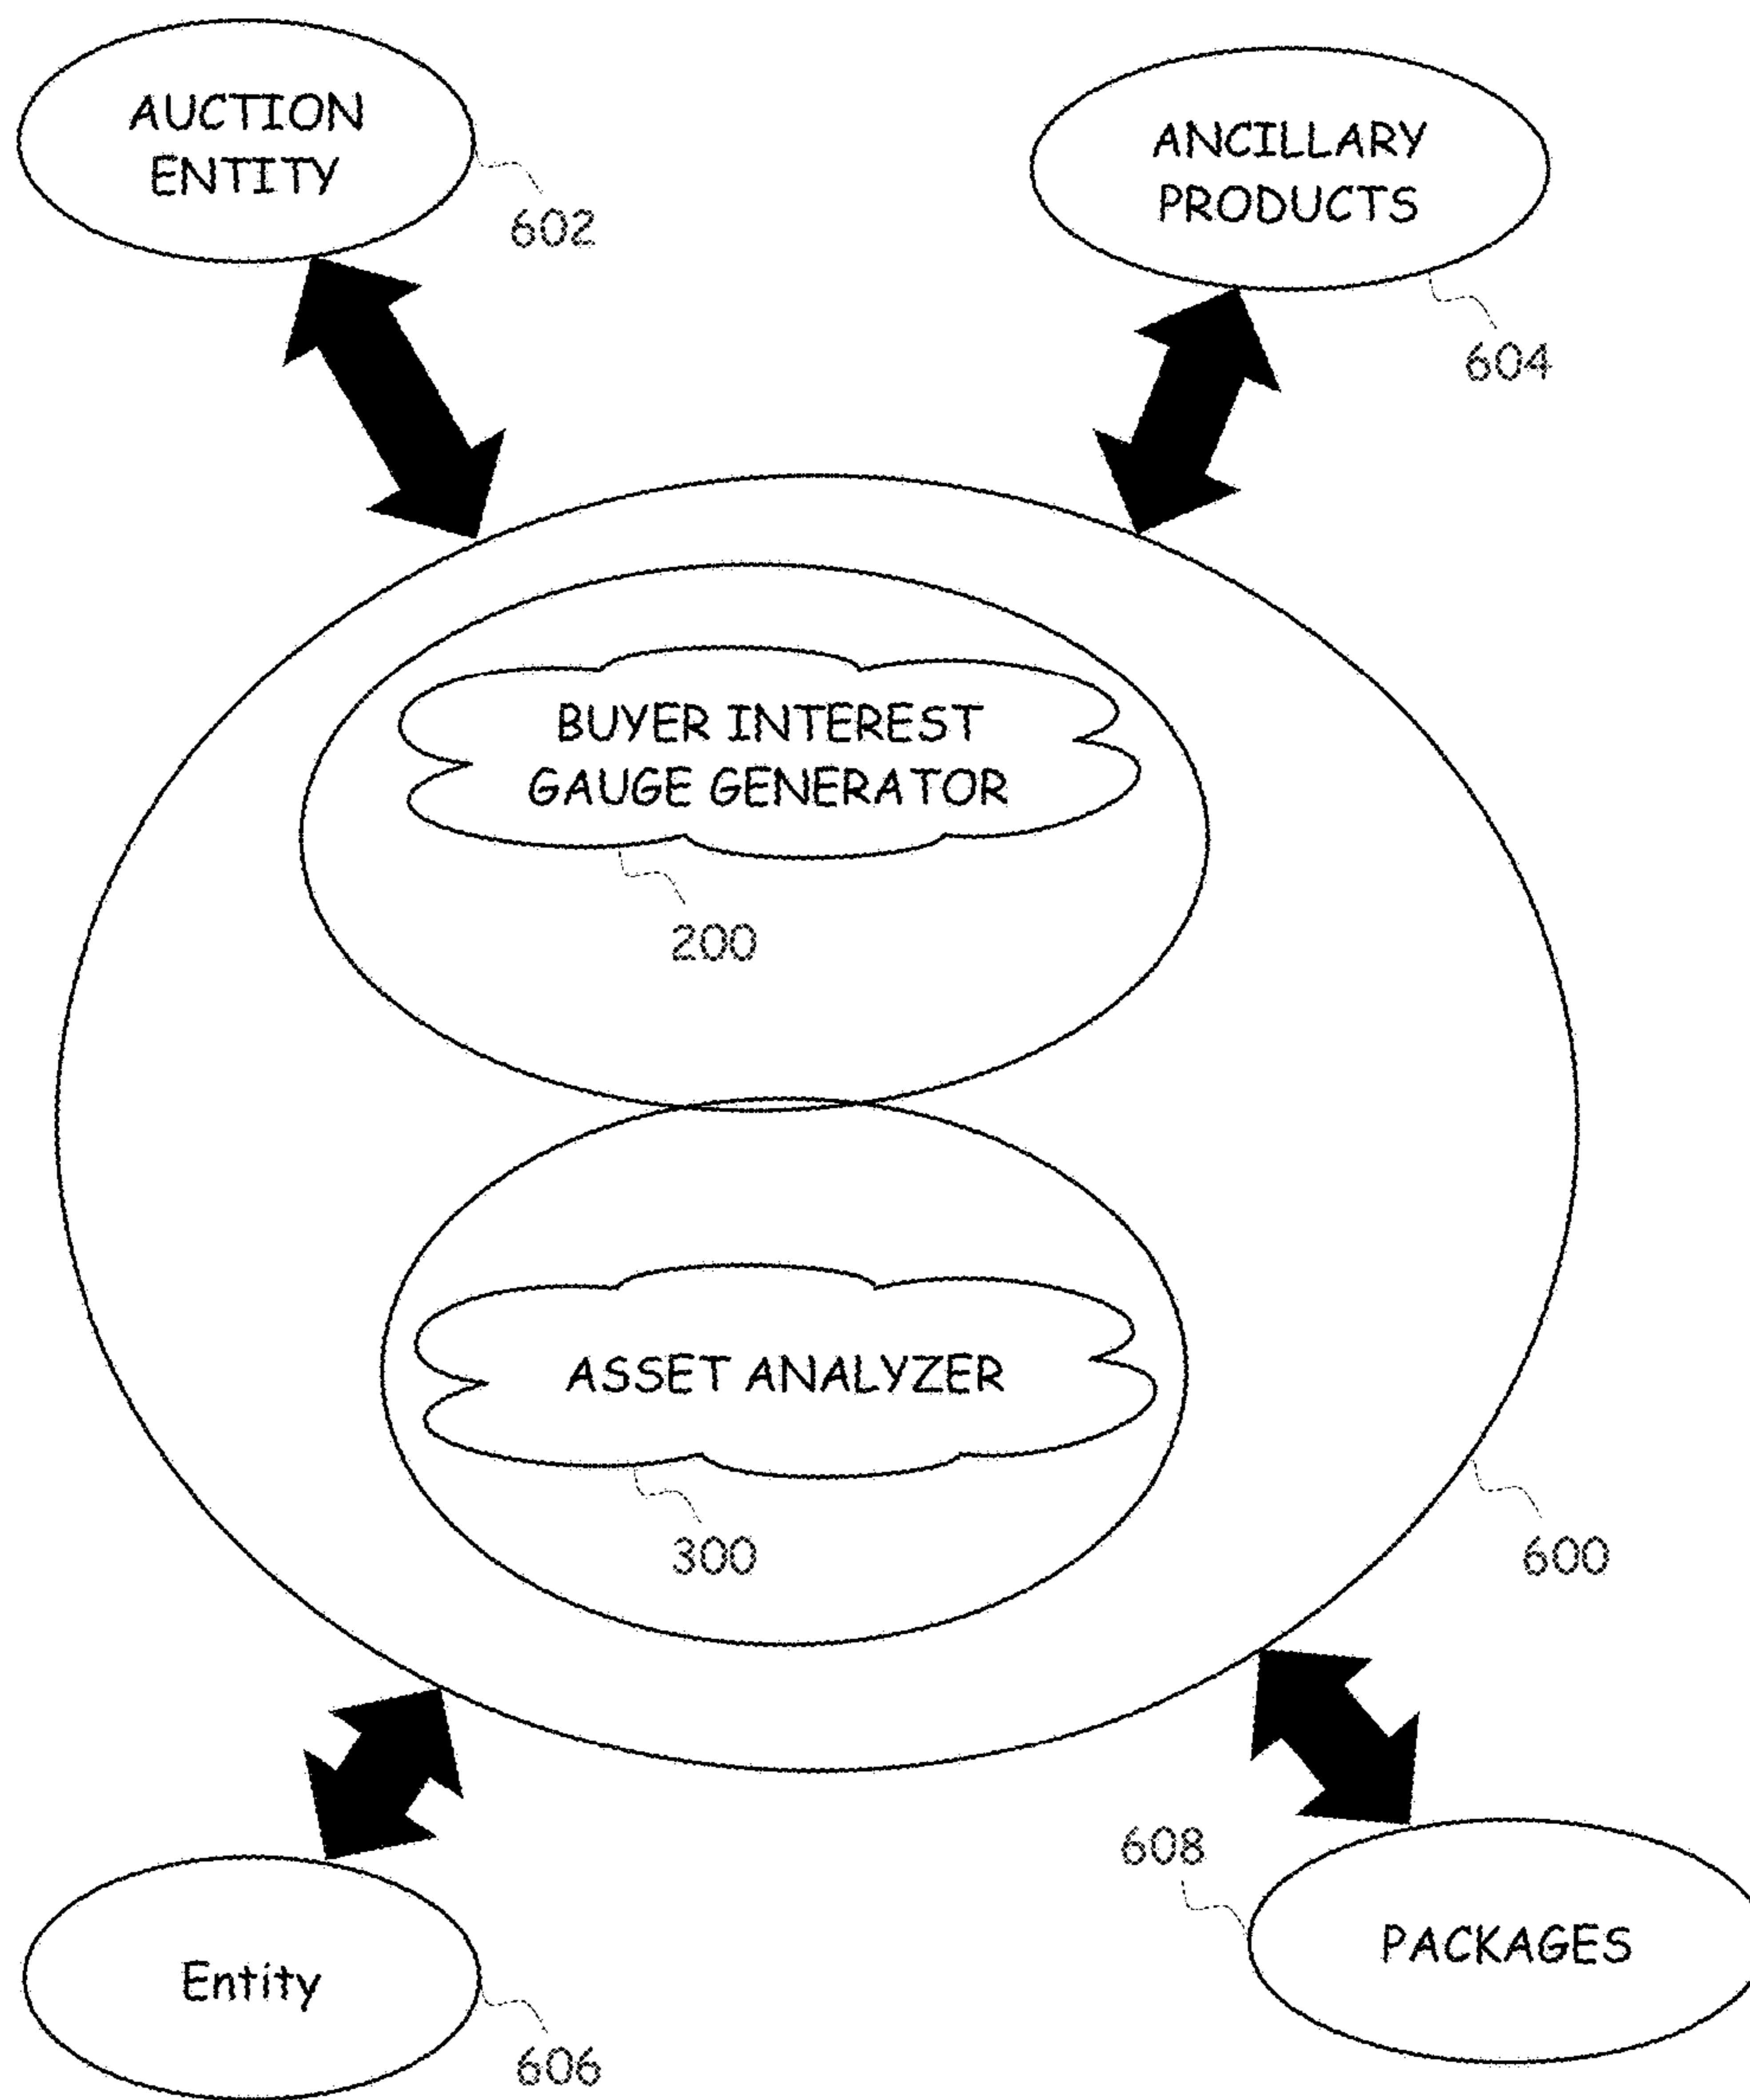 AUCTION
ENTITY
602
ANCILLARY
PRODUCTS
604
BUYER INTEREST
GAUGE GENERATOR
200
ASSET ANALYZER
300
600
608
PACKAGES
Entity
606